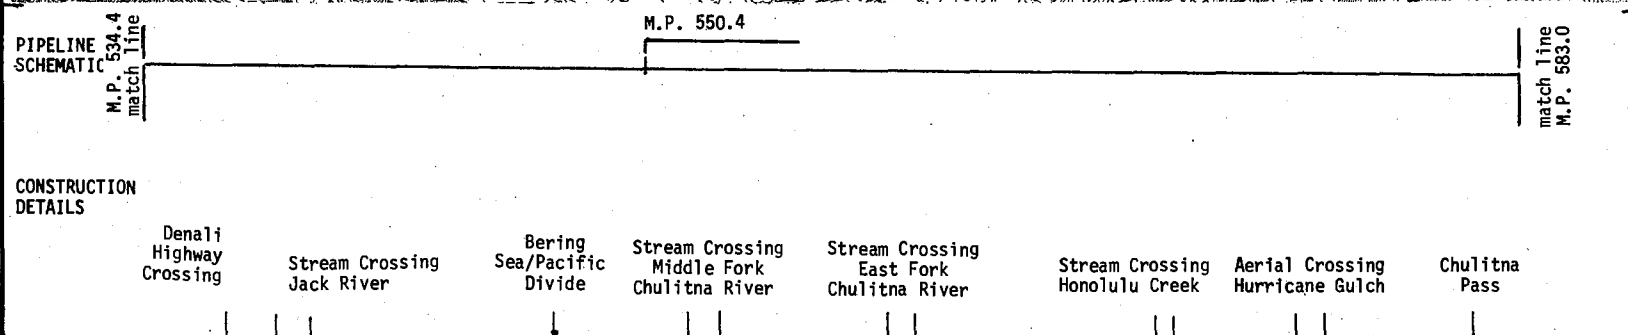 PIPELINE
SCHEMATIC
M.P. 534.4
match line
M.P. 550.4
match line
M.P. 583.0
CONSTRUCTION
DETAILS
Denali
Highway
Crossing
Stream Crossing
Jack River
Bering
Sea/Pacific
Divide
Stream Crossing
Middle Fork
Chulitna River
Stream Crossing
East Fork
Chulitna River
Stream Crossing
Honolulu Creek
Aerial Crossing
Hurricane Gulch
Chulitna
Pass